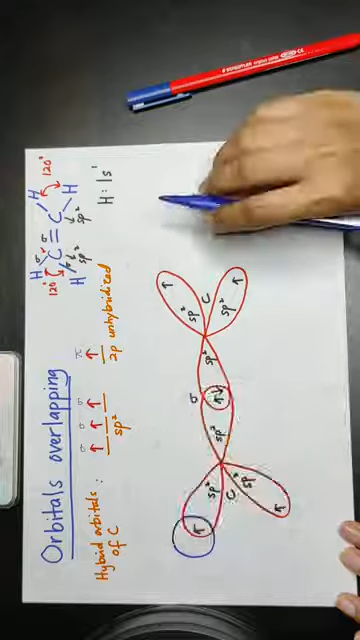 Orbitals overlapping
Hybrid orbitals of C :
σ σ σ π
↑ ↑ ↑ ↑
sp² 2p unhybridized
H H
120° C = C 120°
σ σ
sp² sp²
H H
H : 1s¹
sp² C sp² sp² σ sp² C sp²
sp
↑ ↑ ↑↓ ↑ ↑
STAEDTLER